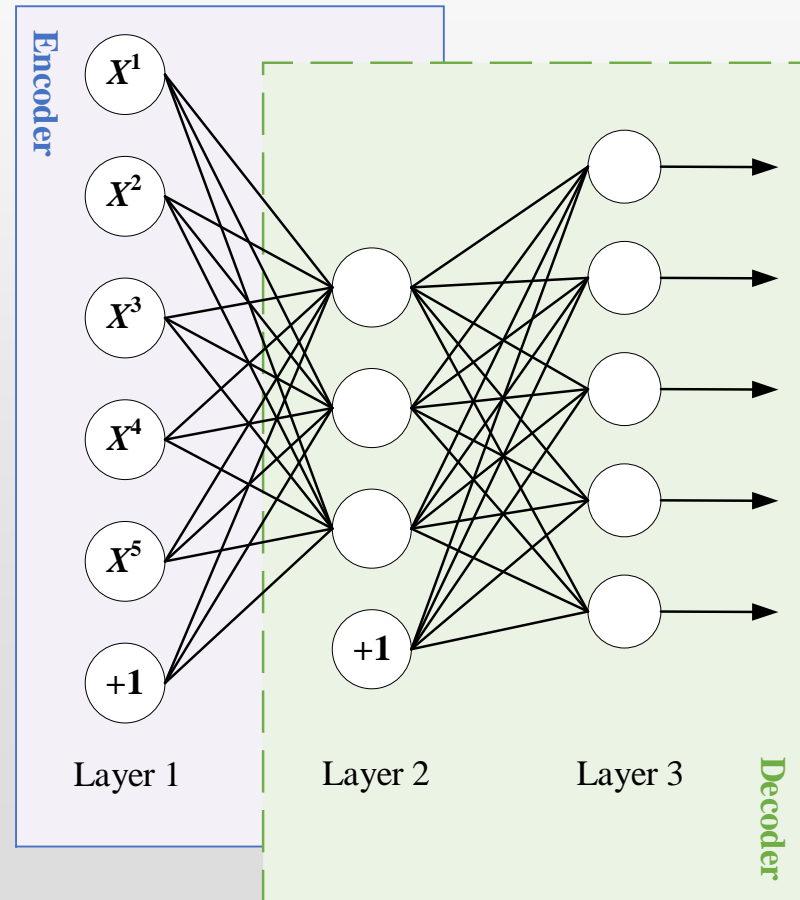 Encoder
X¹
X²
X³
X⁴
X⁵
+1
+1
Layer 1
Layer 2
Layer 3
Decoder